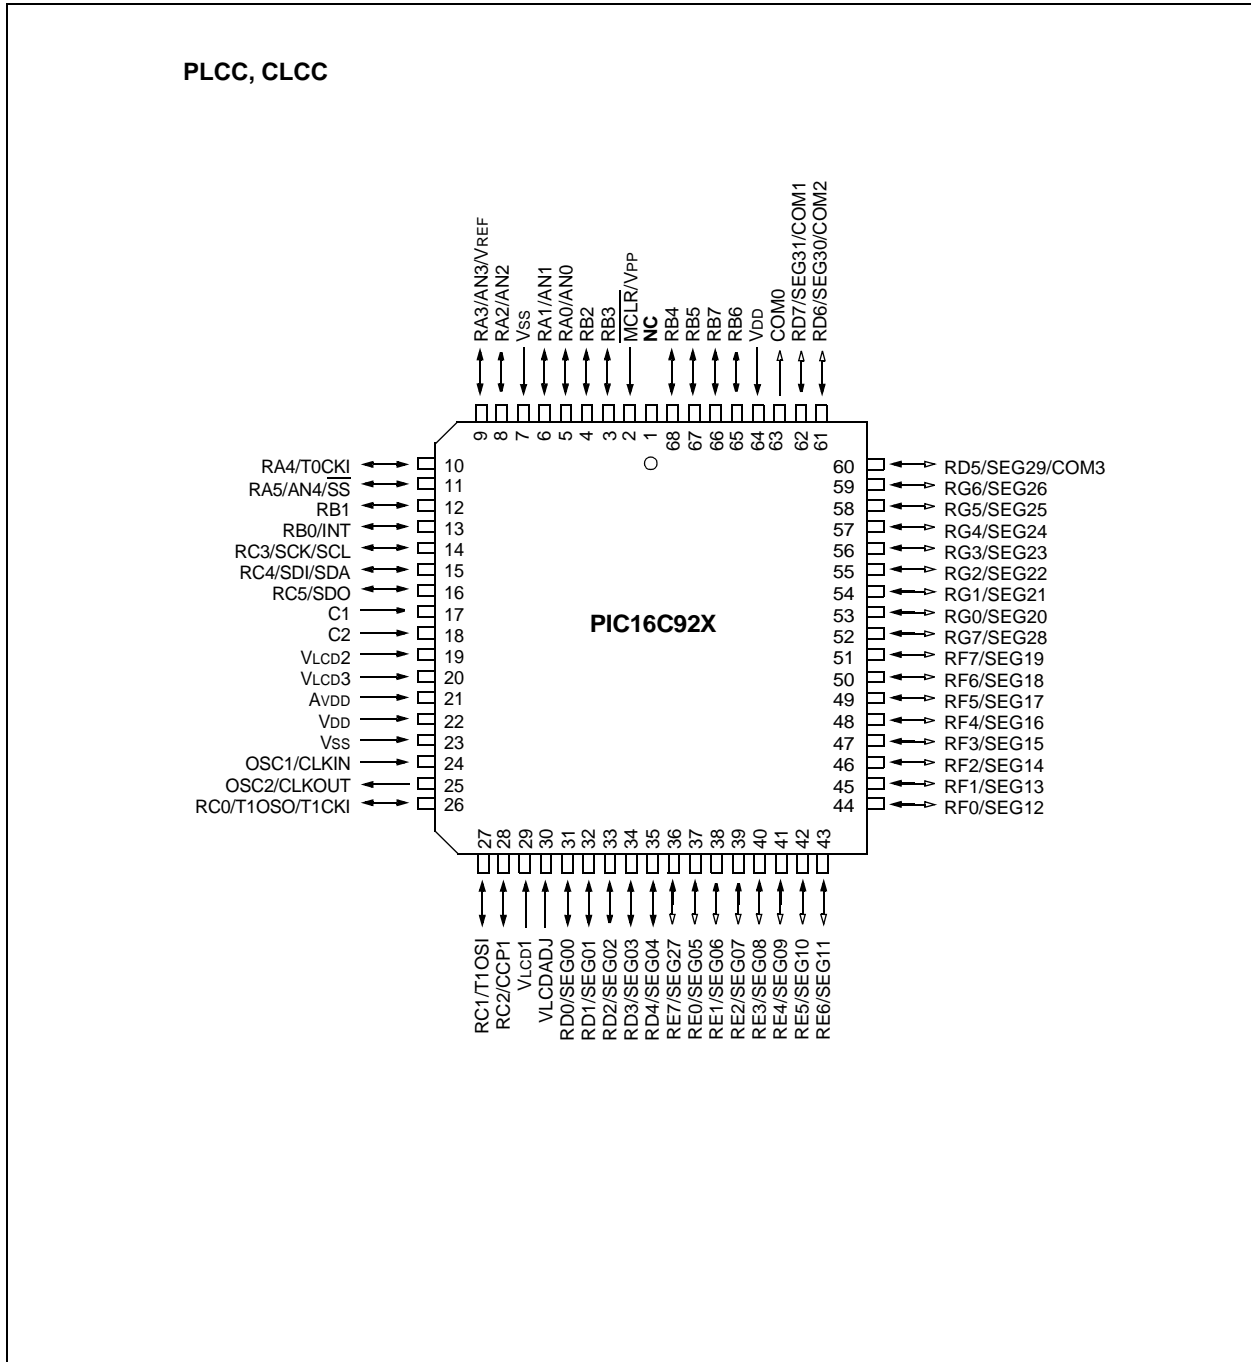 PLCC, CLCC
RA3/AN3/VREF
RA2/AN2
VSS
RA1/AN1
RA0/AN0
RB2
RB3
MCLR/VPP
NC
RB4
RB5
RB7
RB6
VDD
COM0
RD7/SEG31/COM1
RD6/SEG30/COM2
9 8 7 6 5 4 3 2 1 68 67 66 65 64 63 62 61
RA4/T0CKI 10
RA5/AN4/SS 11
RB1 12
RB0/INT 13
RC3/SCK/SCL 14
RC4/SDI/SDA 15
RC5/SDO 16
C1 17
C2 18
VLCD2 19
VLCD3 20
AVDD 21
VDD 22
VSS 23
OSC1/CLKIN 24
OSC2/CLKOUT 25
RC0/T1OSO/T1CKI 26
PIC16C92X
60 RD5/SEG29/COM3
59 RG6/SEG26
58 RG5/SEG25
57 RG4/SEG24
56 RG3/SEG23
55 RG2/SEG22
54 RG1/SEG21
53 RG0/SEG20
52 RG7/SEG28
51 RF7/SEG19
50 RF6/SEG18
49 RF5/SEG17
48 RF4/SEG16
47 RF3/SEG15
46 RF2/SEG14
45 RF1/SEG13
44 RF0/SEG12
27 28 29 30 31 32 33 34 35 36 37 38 39 40 41 42 43
RC1/T1OSI
RC2/CCP1
VLCD1
VLCDADJ
RD0/SEG00
RD1/SEG01
RD2/SEG02
RD3/SEG03
RD4/SEG04
RE7/SEG27
RE0/SEG05
RE1/SEG06
RE2/SEG07
RE3/SEG08
RE4/SEG09
RE5/SEG10
RE6/SEG11